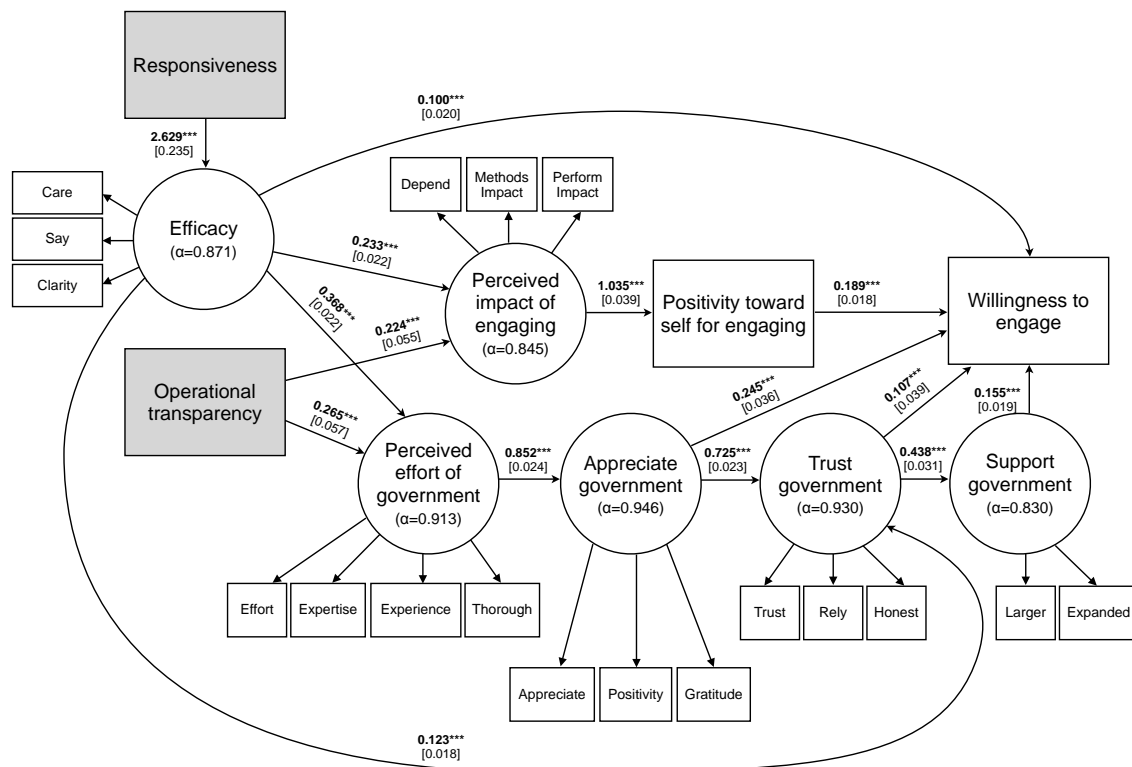 Responsiveness
2.629***
[0.235]
0.100***
[0.020]
Care
Say
Clarity
Efficacy
(α=0.871)
Depend
Methods
Impact
Perform
Impact
0.233***
[0.022]
0.368***
[0.022]
0.224***
[0.055]
Perceived
impact of
engaging
(α=0.845)
1.035***
[0.039]
Positivity toward
self for engaging
0.189***
[0.018]
Willingness to
engage
Operational
transparency
0.265***
[0.057]
0.245***
[0.036]
0.107***
[0.039]
0.155***
[0.019]
Perceived
effort of
government
(α=0.913)
0.852***
[0.024]
Appreciate
government
(α=0.946)
0.725***
[0.023]
Trust
government
(α=0.930)
0.438***
[0.031]
Support
government
(α=0.830)
Effort
Expertise
Experience
Thorough
Trust
Rely
Honest
Larger
Expanded
Appreciate
Positivity
Gratitude
0.123***
[0.018]